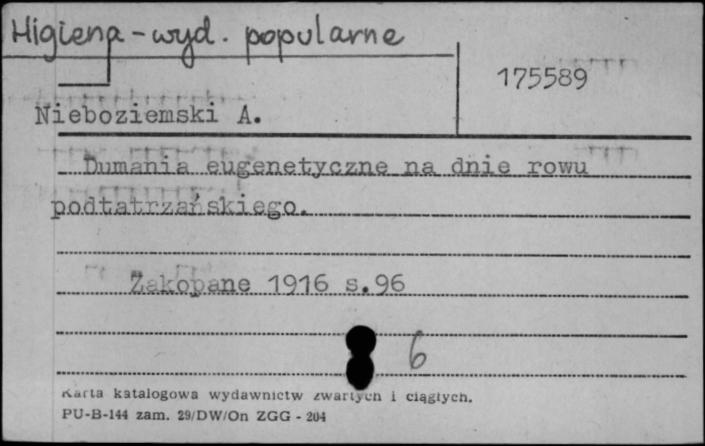 Higiena - wyd. popularne
175589
Nieboziemski A.
Dumania eugenetyczne na dnie rowu
podtatrzańskiego.
Zakopane 1916 s.96
6
Karta katalogowa wydawnictw zwartych i ciągłych.
PU-B-144 zam. 29/DW/On ZGG - 204